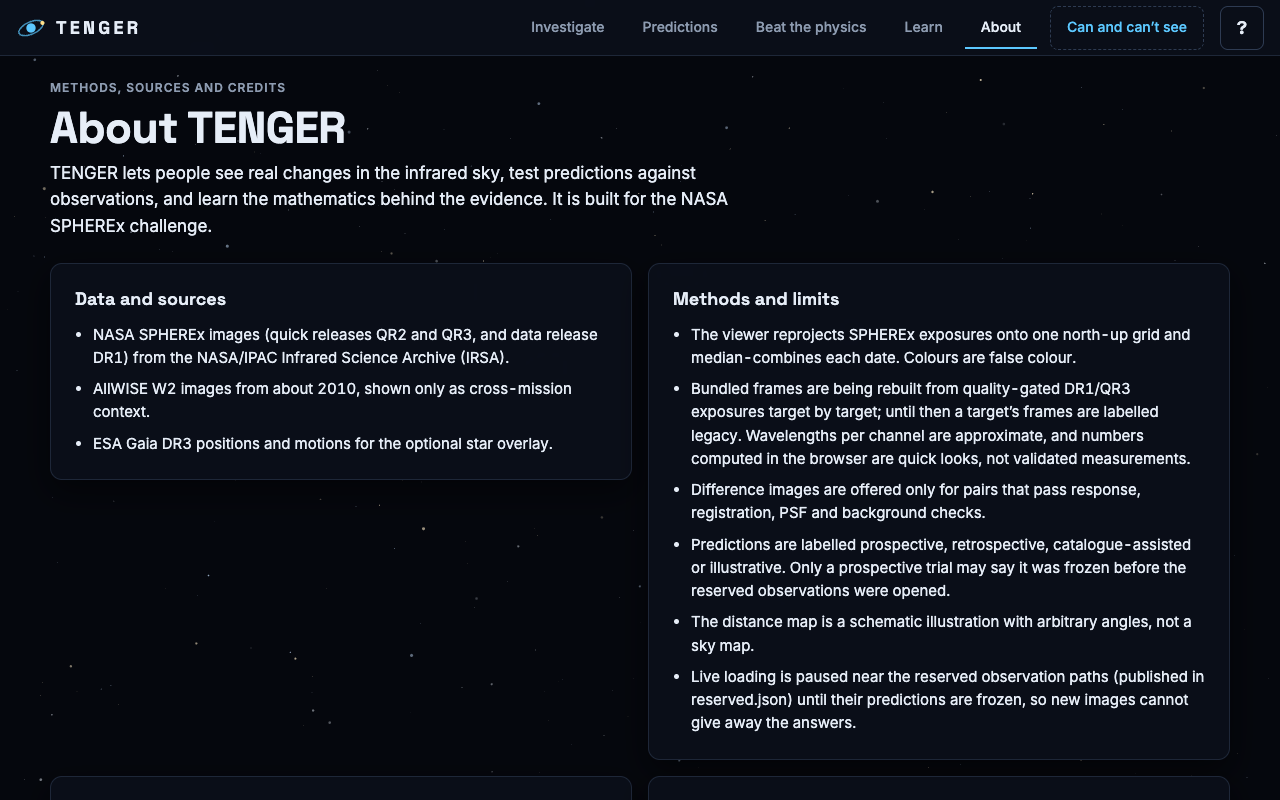 TENGER
Investigate
Predictions
Beat the physics
Learn
About
Can and can't see
?
METHODS, SOURCES AND CREDITS
About TENGER
TENGER lets people see real changes in the infrared sky, test predictions against
observations, and learn the mathematics behind the evidence. It is built for the NASA
SPHEREx challenge.
Data and sources
• NASA SPHEREx images (quick releases QR2 and QR3, and data release
DR1) from the NASA/IPAC Infrared Science Archive (IRSA).
• AllWISE W2 images from about 2010, shown only as cross-mission
context.
• ESA Gaia DR3 positions and motions for the optional star overlay.
Methods and limits
• The viewer reprojects SPHEREx exposures onto one north-up grid and
median-combines each date. Colours are false colour.
• Bundled frames are being rebuilt from quality-gated DR1/QR3
exposures target by target; until then a target's frames are labelled
legacy. Wavelengths per channel are approximate, and numbers
computed in the browser are quick looks, not validated measurements.
• Difference images are offered only for pairs that pass response,
registration, PSF and background checks.
• Predictions are labelled prospective, retrospective, catalogue-assisted
or illustrative. Only a prospective trial may say it was frozen before the
reserved observations were opened.
• The distance map is a schematic illustration with arbitrary angles, not a
sky map.
• Live loading is paused near the reserved observation paths (published in
reserved.json) until their predictions are frozen, so new images cannot
give away the answers.